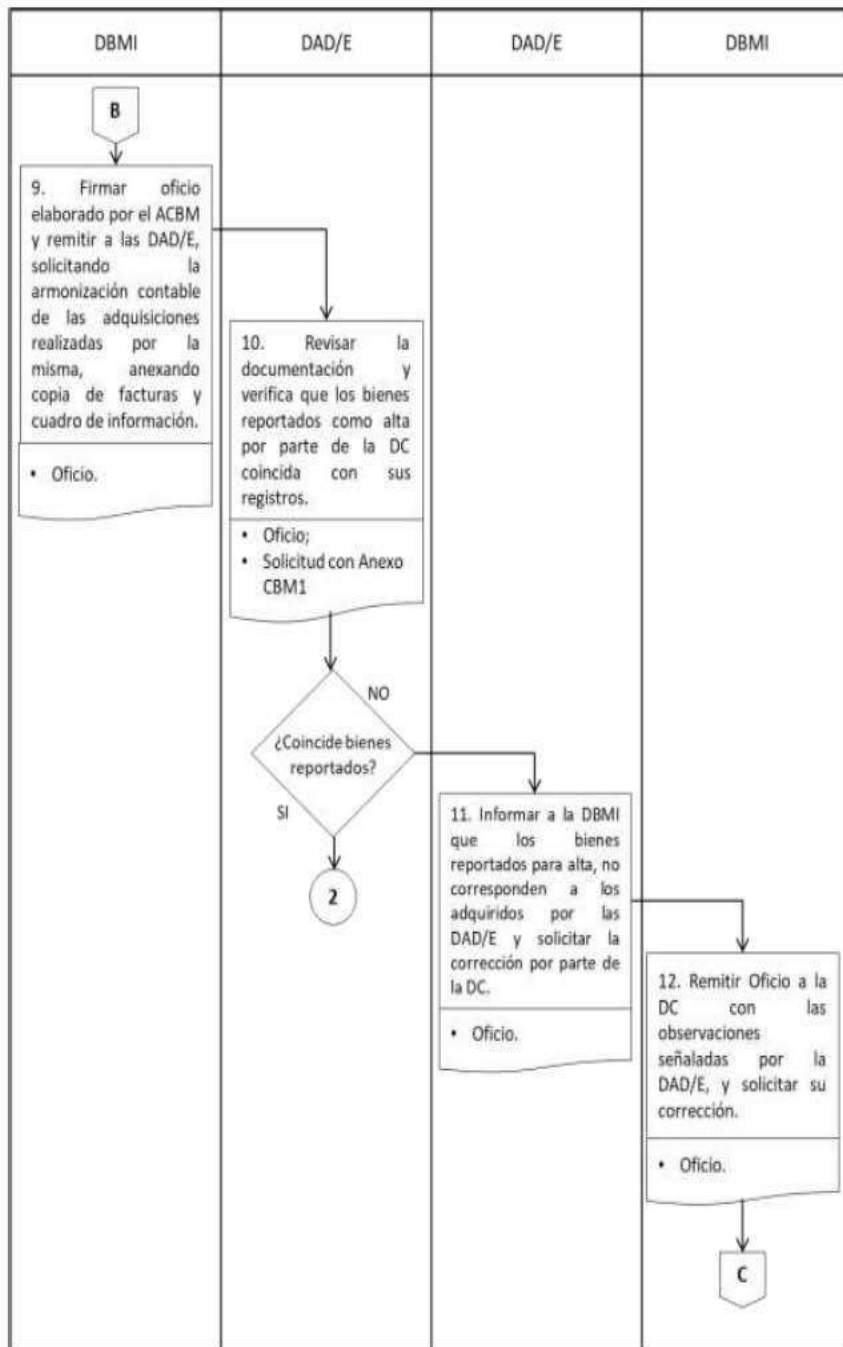 DBMI
DAD/E
DAD/E
DBMI
B
9. Firmar oficio
elaborado por el ACBM
y remitir a las DAD/E,
solicitando la
armonización contable
de las adquisiciones
realizadas por la
misma, anexando
copia de facturas y
cuadro de información.
• Oficio.
10. Revisar la
documentación y
verifica que los bienes
reportados como alta
por parte de la DC
coincida con sus
registros.
• Oficio;
• Solicitud con Anexo
CBM1
¿Coincide bienes
reportados?
NO
SI
2
11. Informar a la DBMI
que los bienes
reportados para alta, no
corresponden a los
adquiridos por las
DAD/E y solicitar la
corrección por parte de
la DC.
• Oficio.
12. Remitir Oficio a la
DC con las
observaciones
señaladas por la
DAD/E, y solicitar su
corrección.
• Oficio.
C